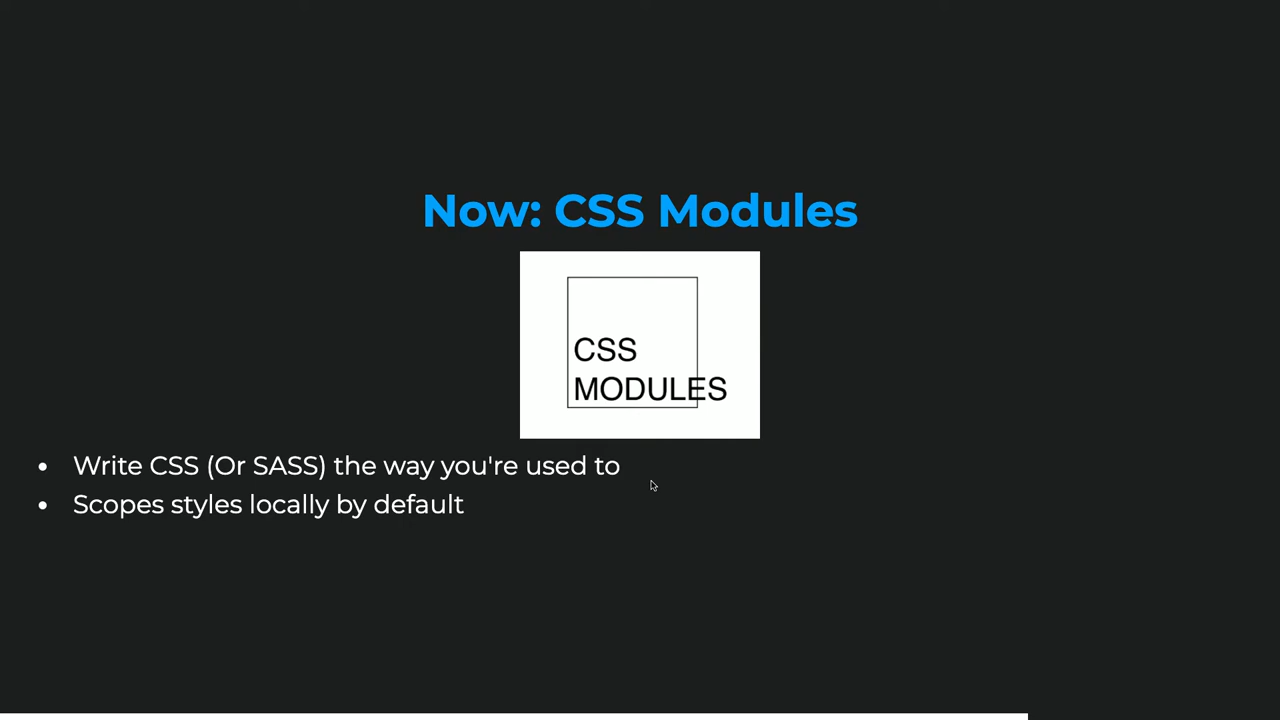 Now: CSS Modules
CSS
MODULES
Write CSS (Or SASS) the way you're used to
Scopes styles locally by default